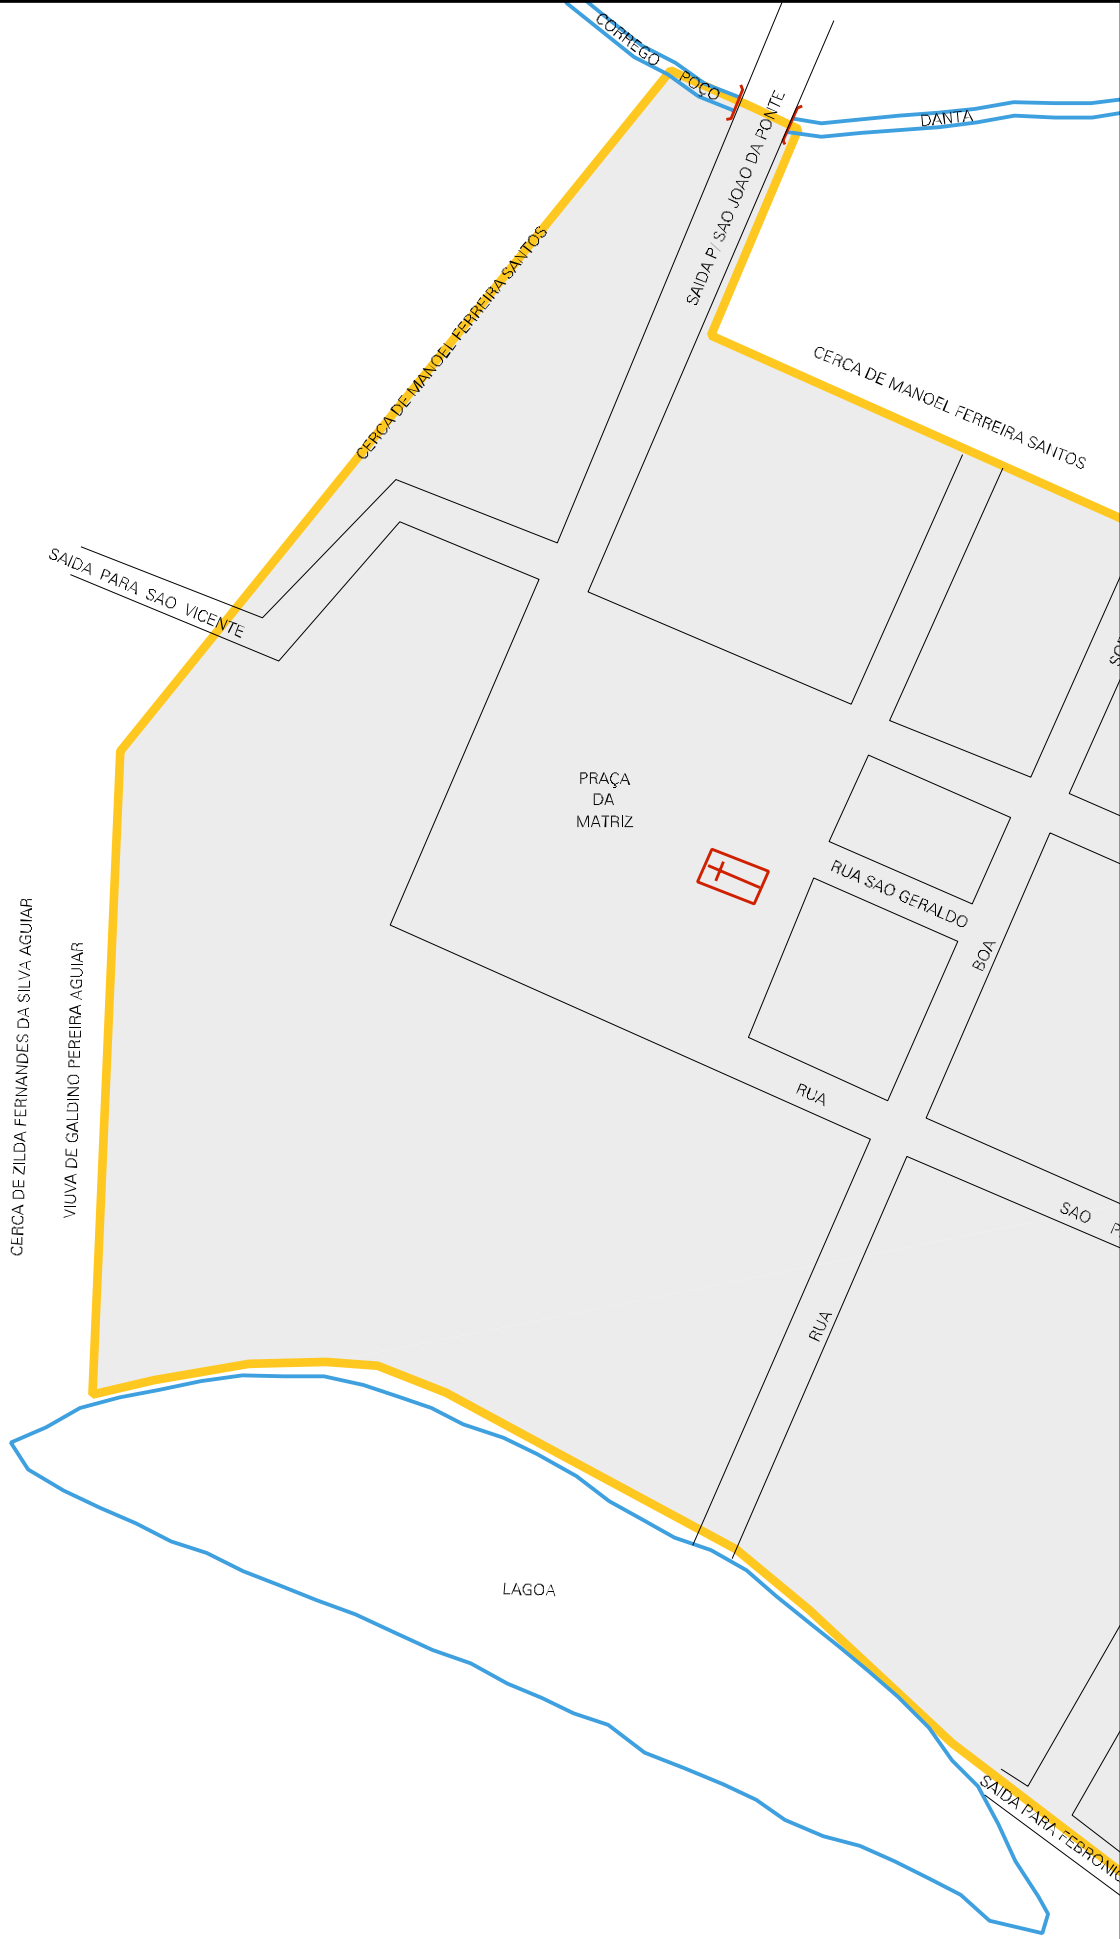 CORREGO
POÇO
DANTA
SAIDA P/ SAO JOAO DA PONTE
CERCA DE MANOEL FERREIRA SANTOS
CERCA DE MANOEL FERREIRA SANTOS
SAIDA PARA SAO VICENTE
PRAÇA
DA
MATRIZ
RUA SAO GERALDO
BOA
CERCA DE ZILDA FERNANDES DA SILVA AGUIAR
VIUVA DE GALDINO PEREIRA AGUIAR
RUA
SAO
RUA
LAGOA
SAIDA PARA FEBRONIO